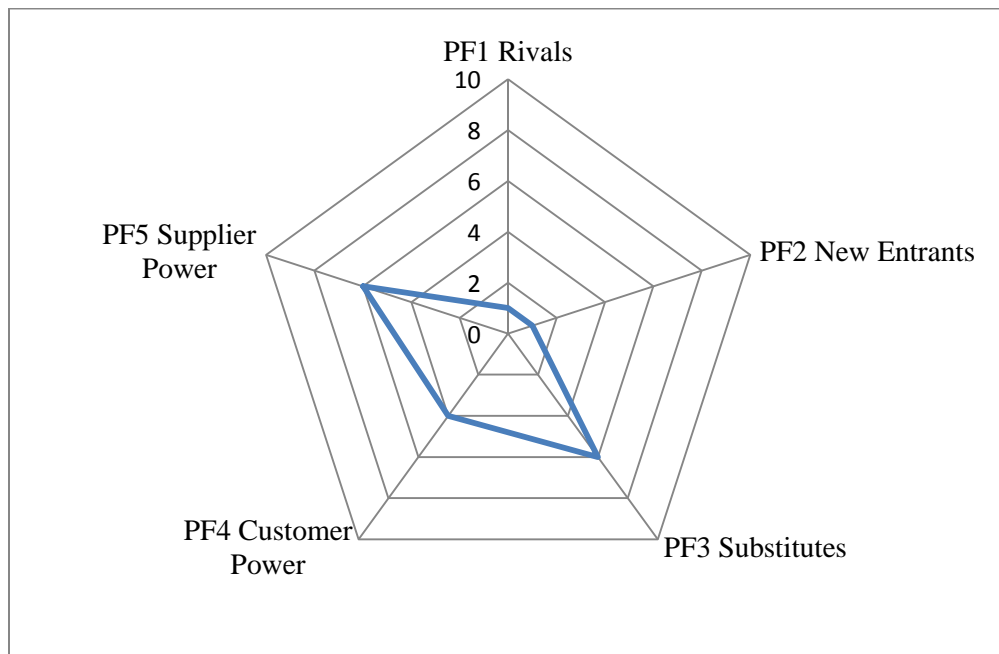 PF1 Rivals
10
8
6
4
2
0
PF2 New Entrants
PF3 Substitutes
PF4 Customer
Power
PF5 Supplier
Power